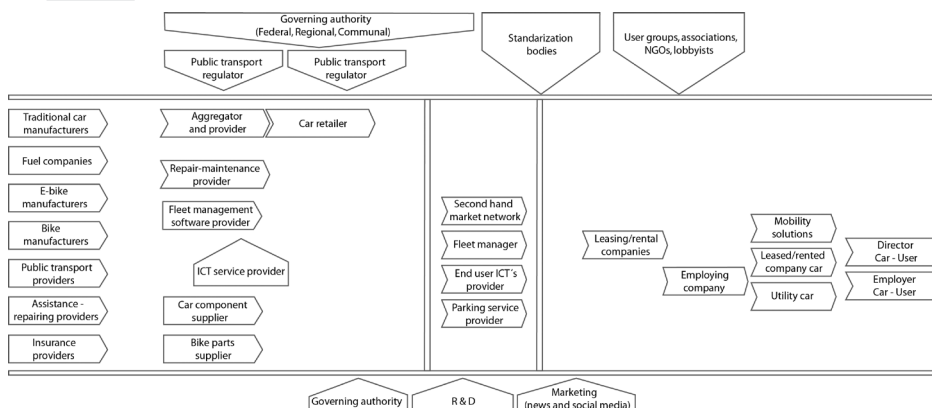 Governing authority
(Federal, Regional, Communal)
Standarization
bodies
User groups, associations,
NGOs, lobbyists
Public transport
regulator
Public transport
regulator
Traditional car
manufacturers
Aggregator
and provider
Car retailer
Fuel companies
Repair-maintenance
provider
E-bike
manufacturers
Fleet management
software provider
Second hand
market network
Bike
manufacturers
Fleet manager
Leasing/rental
companies
Mobility
solutions
Leased/rented
company car
Director
Car - User
Public transport
providers
ICT service provider
End user ICT´s
provider
Employing
company
Utility car
Employer
Car - User
Assistance -
repairing providers
Car component
supplier
Parking service
provider
Insurance
providers
Bike parts
supplier
Governing authority
R & D
Marketing
(news and social media)